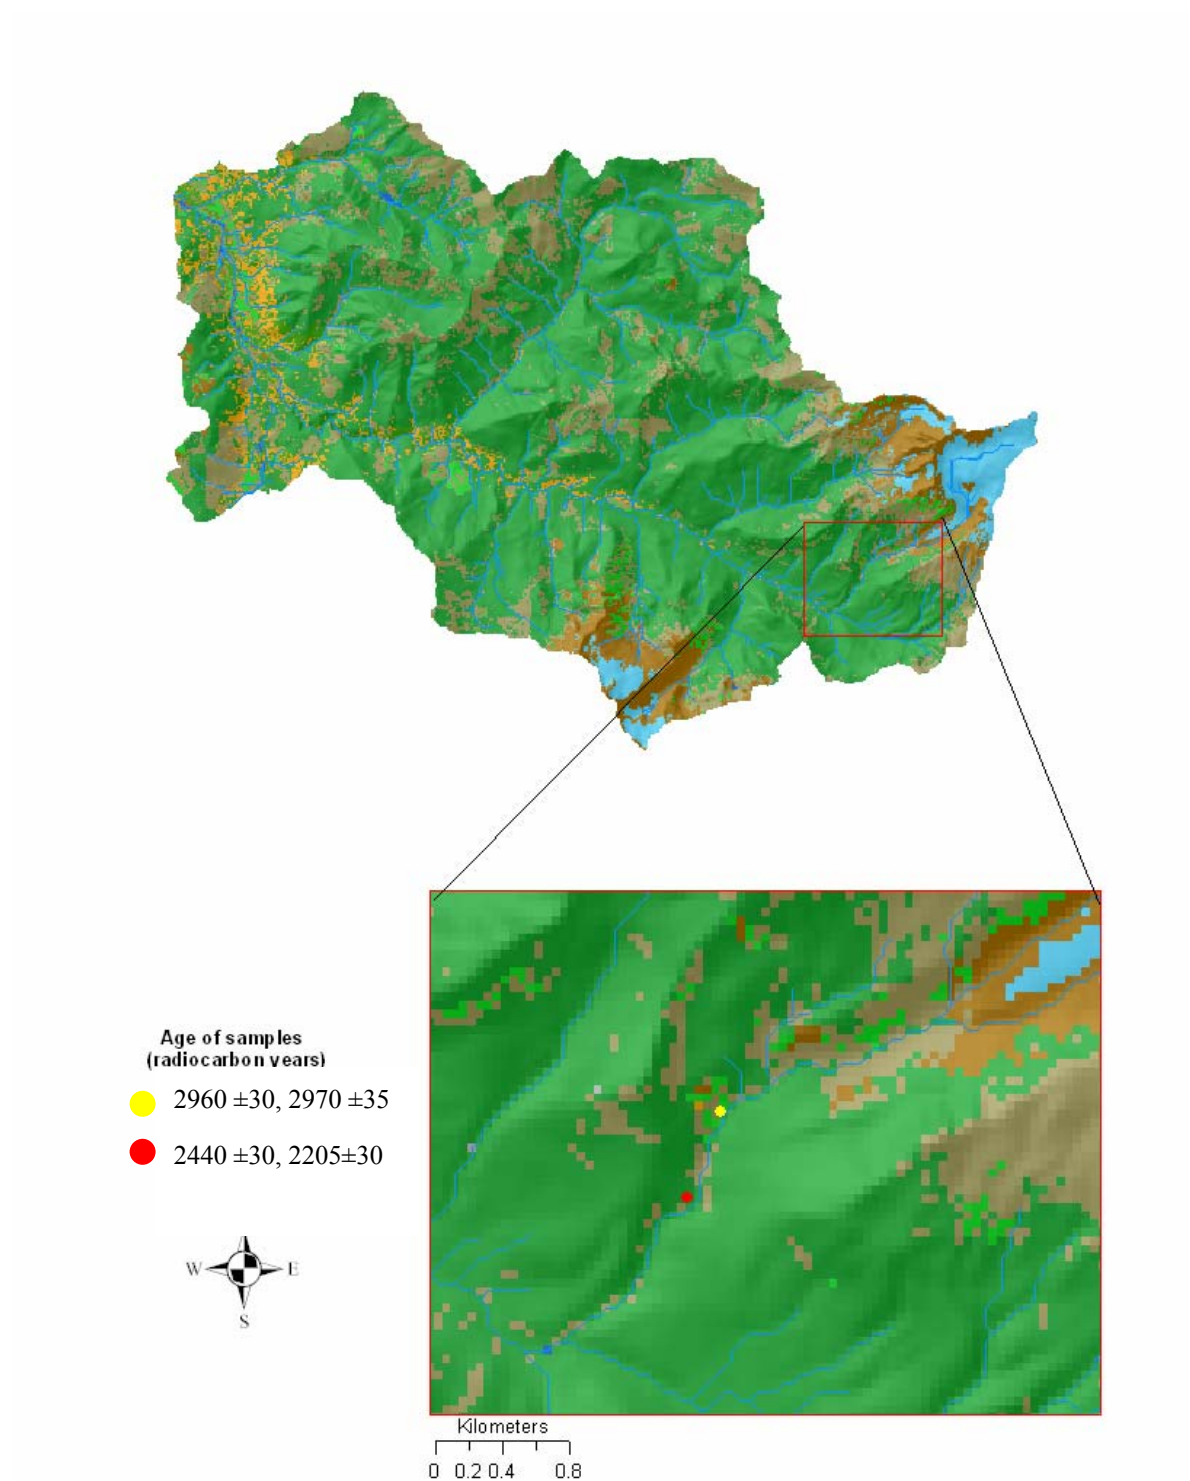 Age of samples
(radiocarbon years)
2960 ±30, 2970 ±35
2440 ±30, 2205±30
W E
S
Kilometers
0 0.2 0.4 0.8